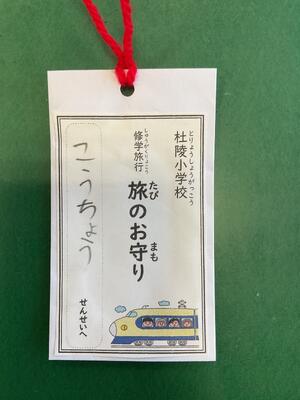 とりょうしょうがっこう
杜陵小学校
しゅうがくりょこう
修学旅行
たび
まも
旅のお守り
こうちょう
せんせいへ